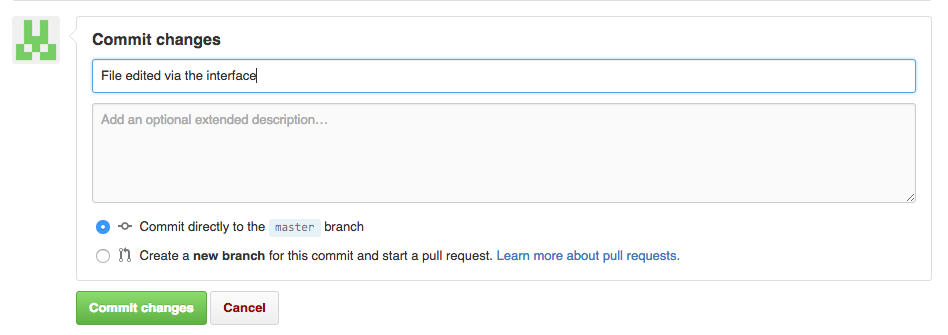 Commit changes
File edited via the interface
Add an optional extended description…
Commit directly to the master branch
Create a new branch for this commit and start a pull request. Learn more about pull requests.
Commit changes Cancel